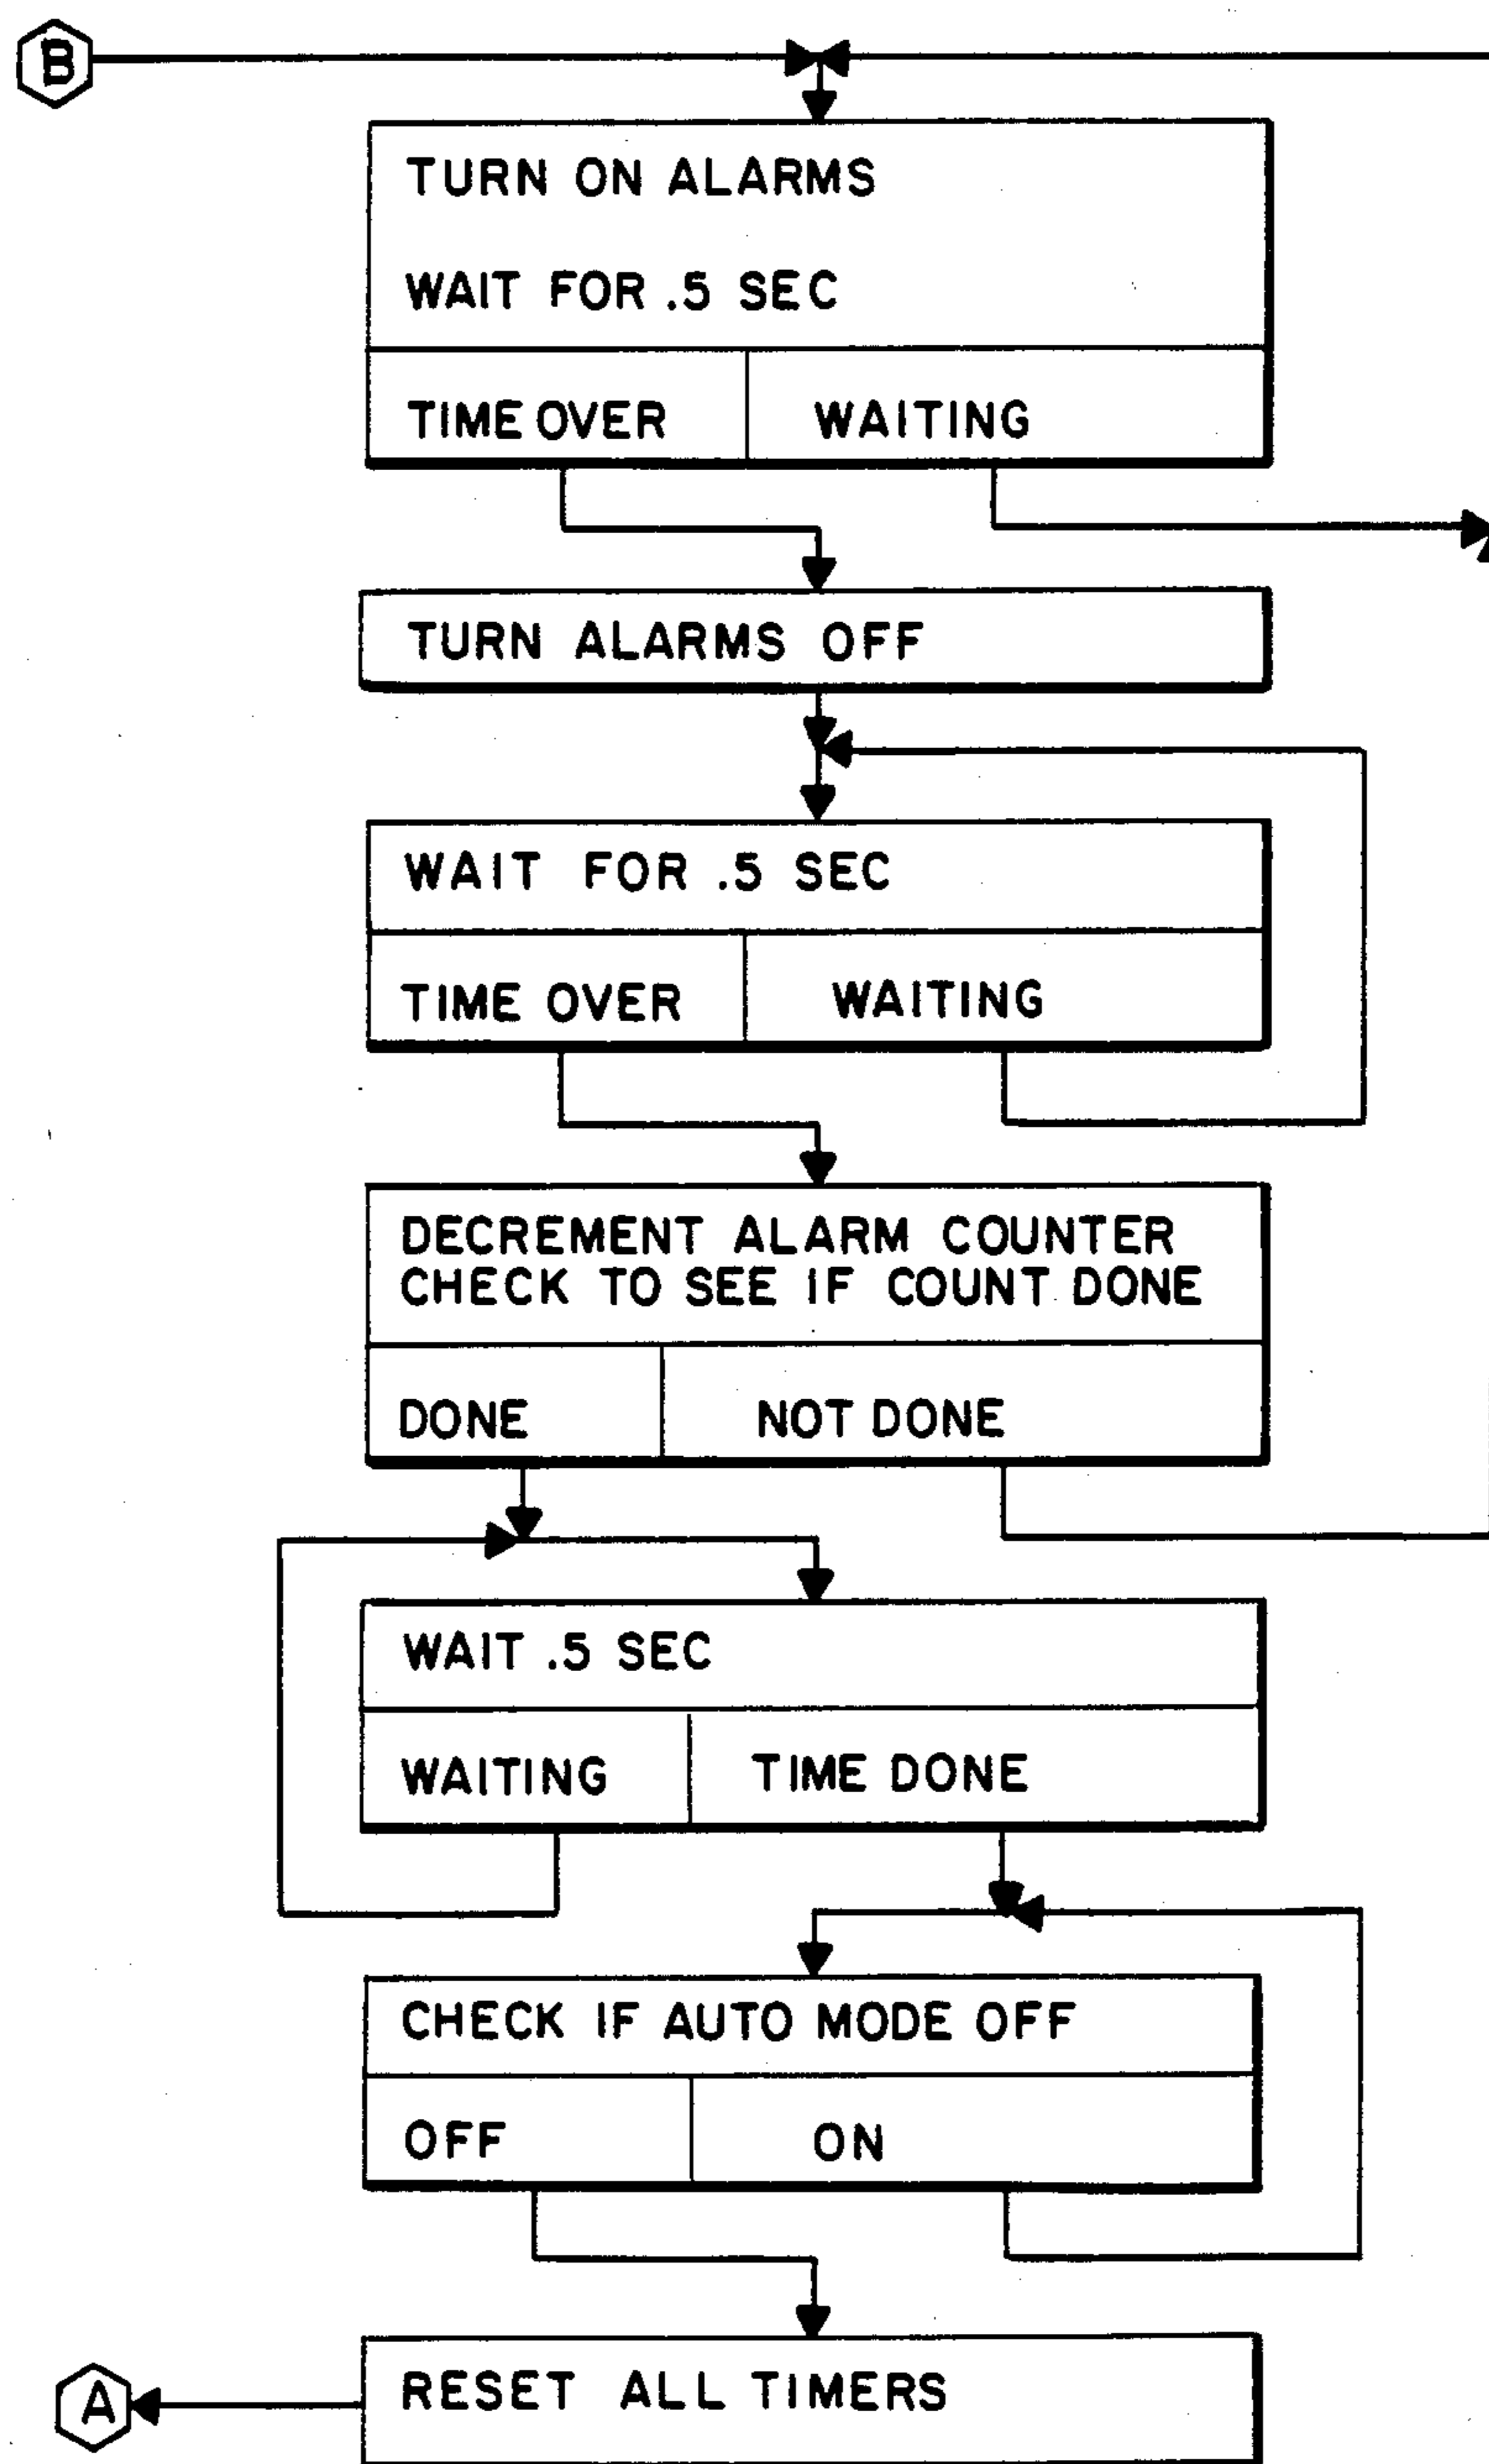 B
TURN ON ALARMS
WAIT FOR .5 SEC
TIME OVER WAITING
TURN ALARMS OFF
WAIT FOR .5 SEC
TIME OVER WAITING
DECREMENT ALARM COUNTER
CHECK TO SEE IF COUNT DONE
DONE NOT DONE
WAIT .5 SEC
WAITING TIME DONE
CHECK IF AUTO MODE OFF
OFF ON
RESET ALL TIMERS
A